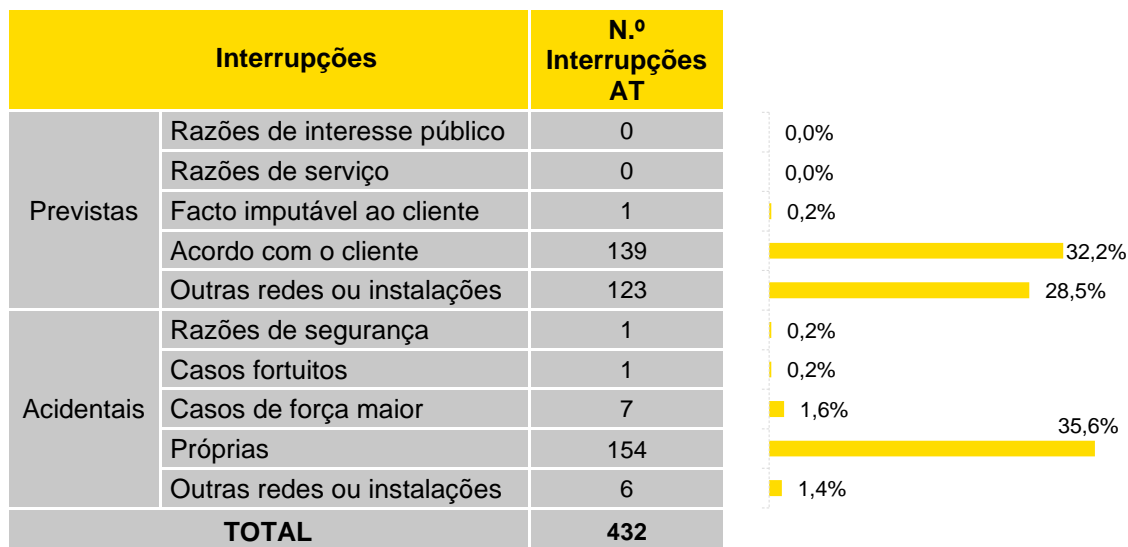 Interrupções
N.º
Interrupções
AT
Previstas
Razões de interesse público 0 0,0%
Razões de serviço 0 0,0%
Facto imputável ao cliente 1 0,2%
Acordo com o cliente 139 32,2%
Outras redes ou instalações 123 28,5%
Acidentais
Razões de segurança 1 0,2%
Casos fortuitos 1 0,2%
Casos de força maior 7 1,6%
Próprias 154 35,6%
Outras redes ou instalações 6 1,4%
TOTAL 432